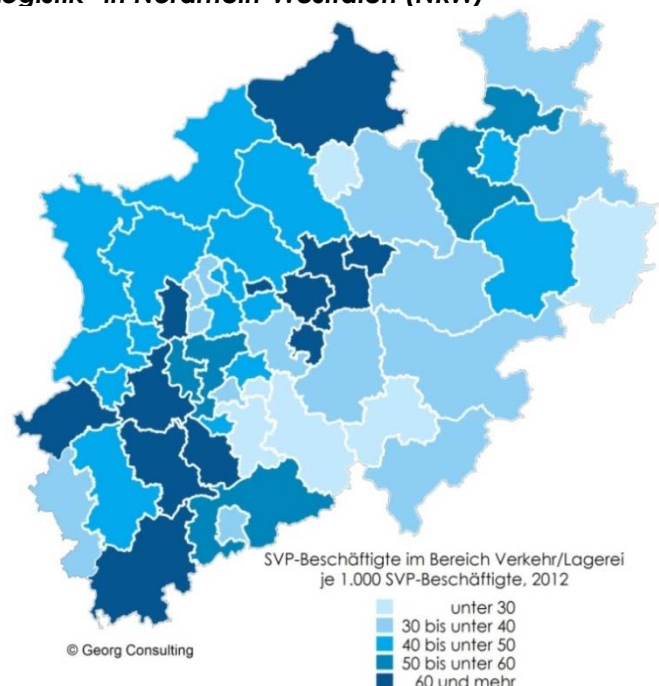 Logistik" in Nordrhein-Westfalen (NRW)
SVP-Beschäftigte im Bereich Verkehr/Lagerei
je 1.000 SVP-Beschäftigte, 2012
unter 30
30 bis unter 40
40 bis unter 50
50 bis unter 60
60 und mehr
© Georg Consulting